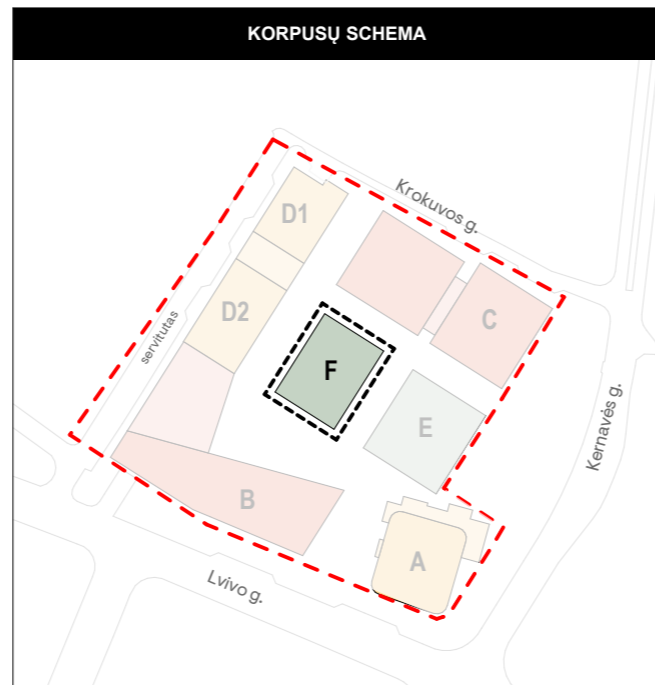 KORPUSŲ SCHEMA
Krokuvos g.
D1
D2
C
servitutas
F
E
Kernavės g.
B
A
Lvivo g.